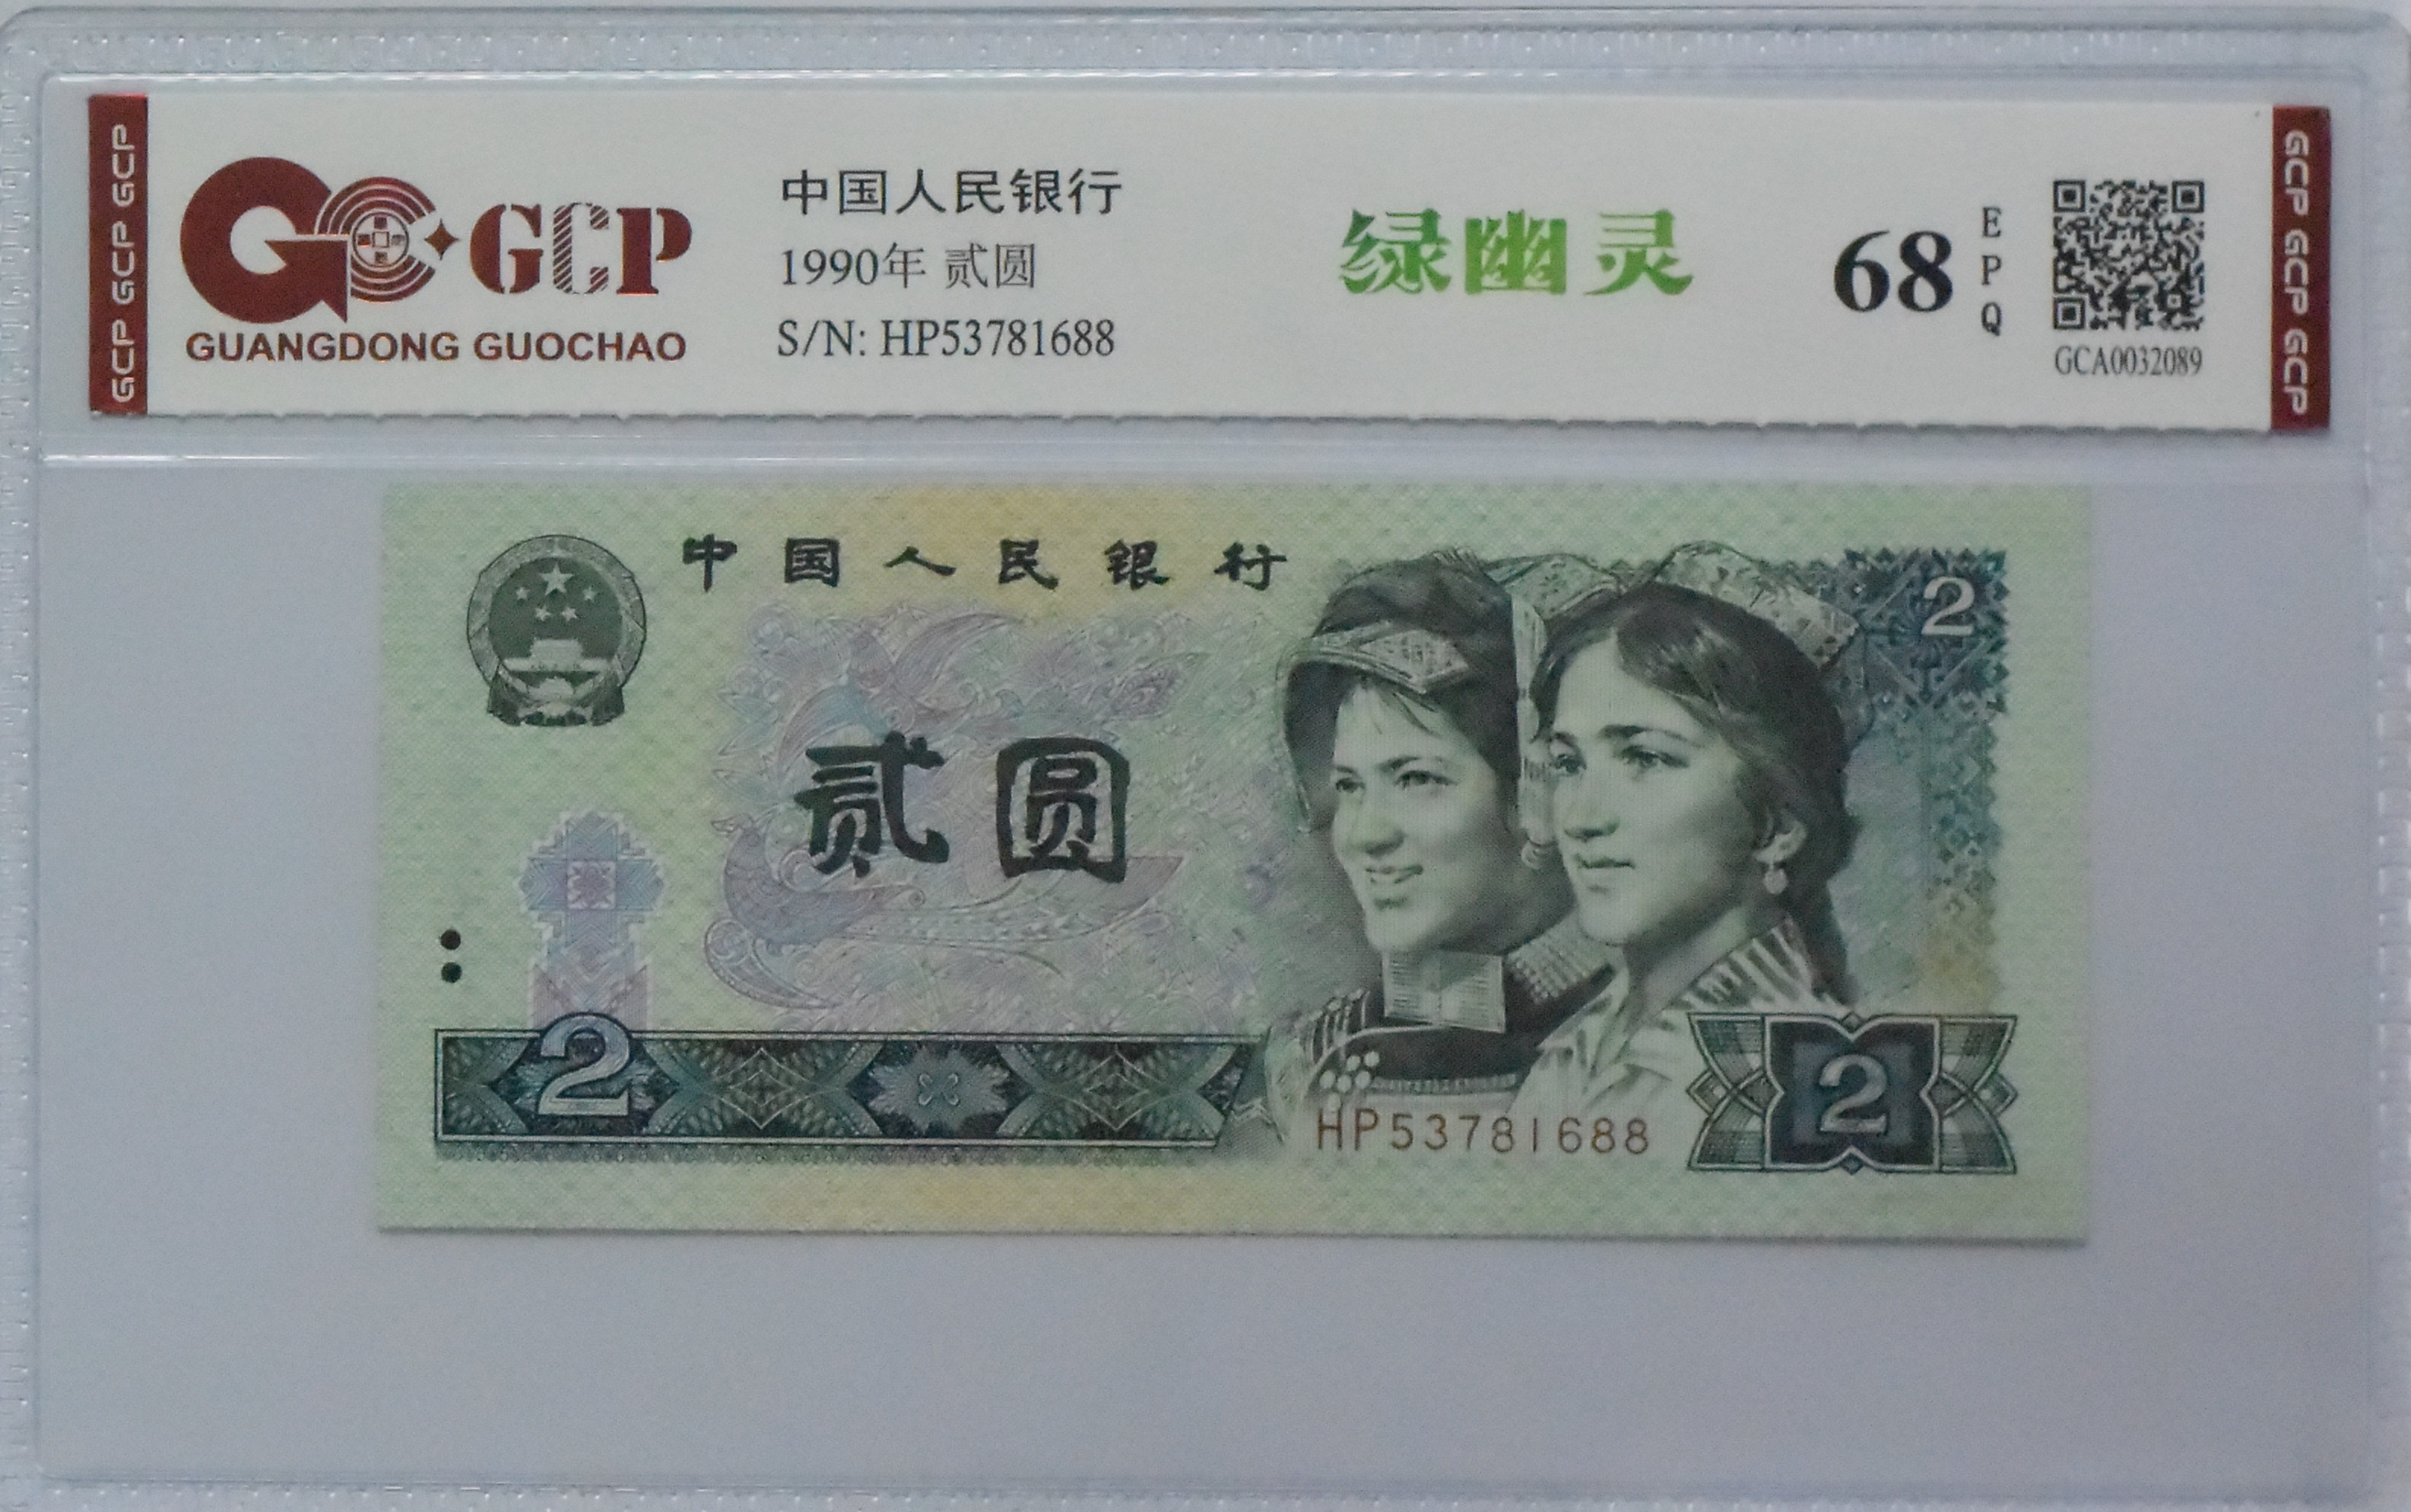 GCP GCP GCP
GCP
GUANGDONG GUOCHAO
中国人民银行
1990年 贰圆
S/N: HP53781688
绿幽灵
68
EPQ
GCA0032089
GCP GCP GCP
中国人民银行
2
贰圆
2
HP53781688
2